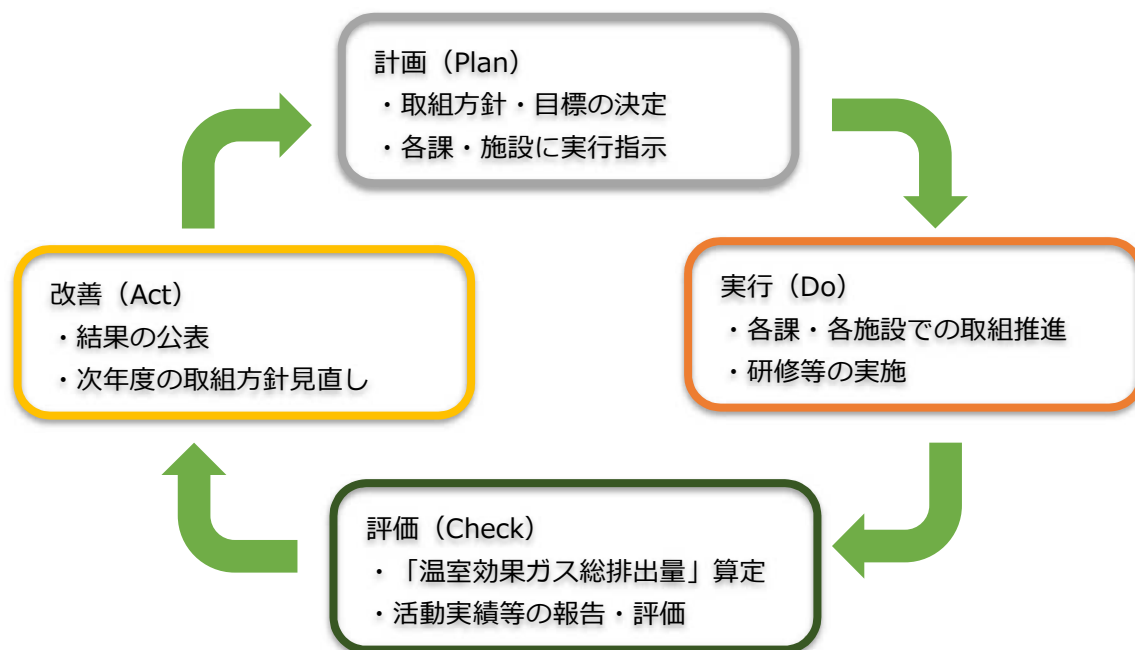 計画（Plan）
・取組方針・目標の決定
・各課・施設に実行指示
実行（Do）
・各課・各施設での取組推進
・研修等の実施
評価（Check）
・「温室効果ガス総排出量」算定
・活動実績等の報告・評価
改善（Act）
・結果の公表
・次年度の取組方針見直し